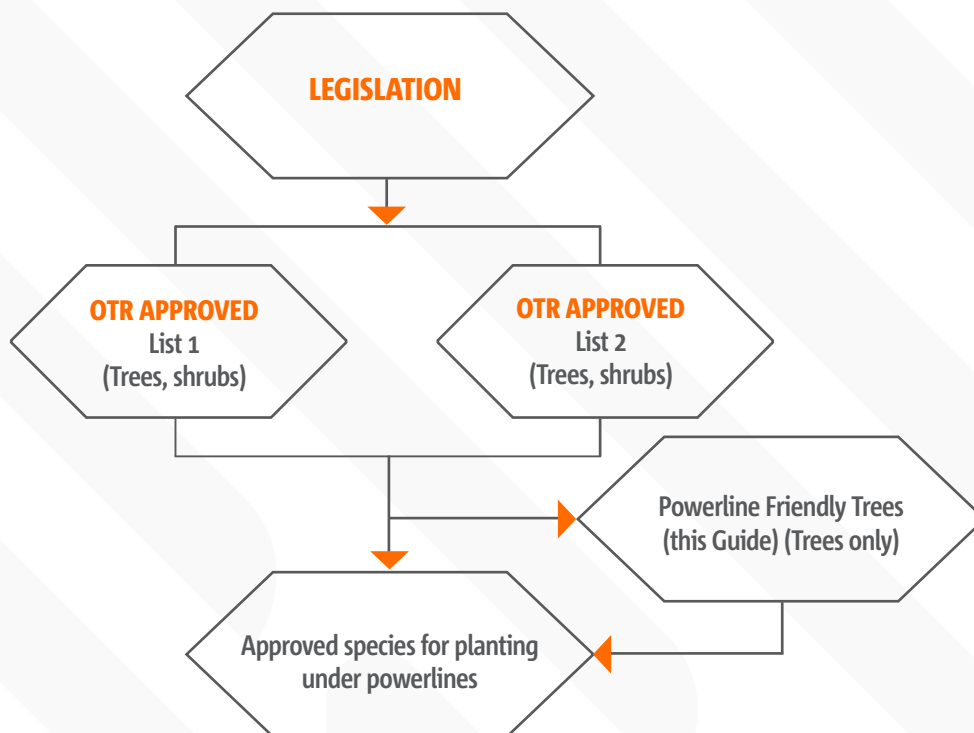 LEGISLATION
OTR APPROVED
List 1
(Trees, shrubs)
OTR APPROVED
List 2
(Trees, shrubs)
Powerline Friendly Trees
(this Guide) (Trees only)
Approved species for planting
under powerlines